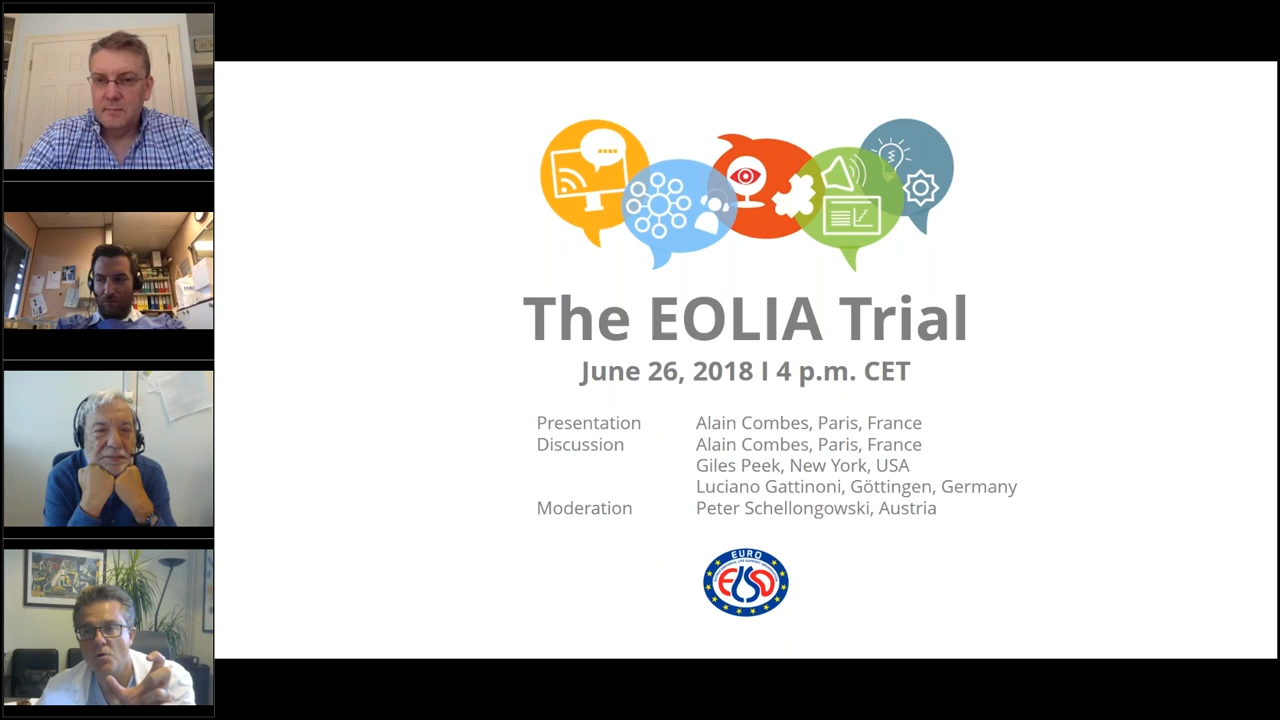 The EOLIA Trial
June 26, 2018 I 4 p.m. CET
Presentation Alain Combes, Paris, France
Discussion Alain Combes, Paris, France
Giles Peek, New York, USA
Luciano Gattinoni, Göttingen, Germany
Moderation Peter Schellongowski, Austria
EURO
ELSO